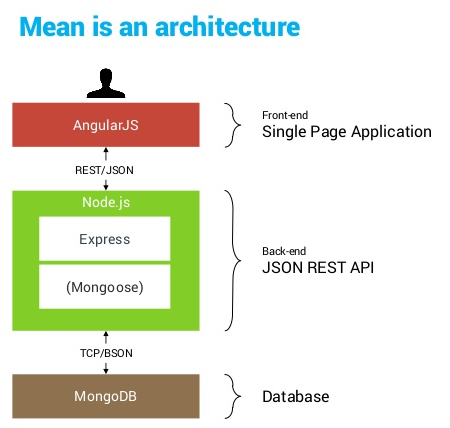 Mean is an architecture
AngularJS
Front-end
Single Page Application
REST/JSON
Node.js
Express
(Mongoose)
Back-end
JSON REST API
TCP/BSON
MongoDB
Database